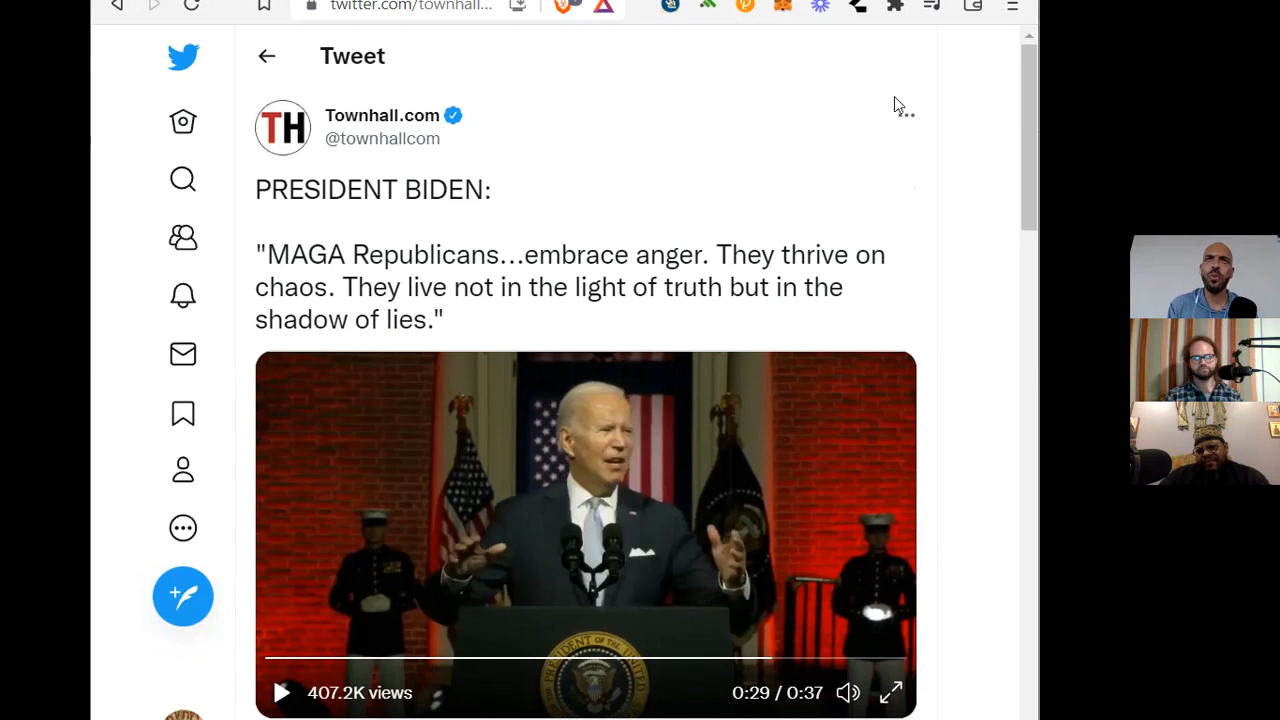 twitter.com/townhall...
Tweet
TH
Townhall.com
@townhallcom
PRESIDENT BIDEN:
"MAGA Republicans...embrace anger. They thrive on
chaos. They live not in the light of truth but in the
shadow of lies."
407.2K views
0:29 / 0:37